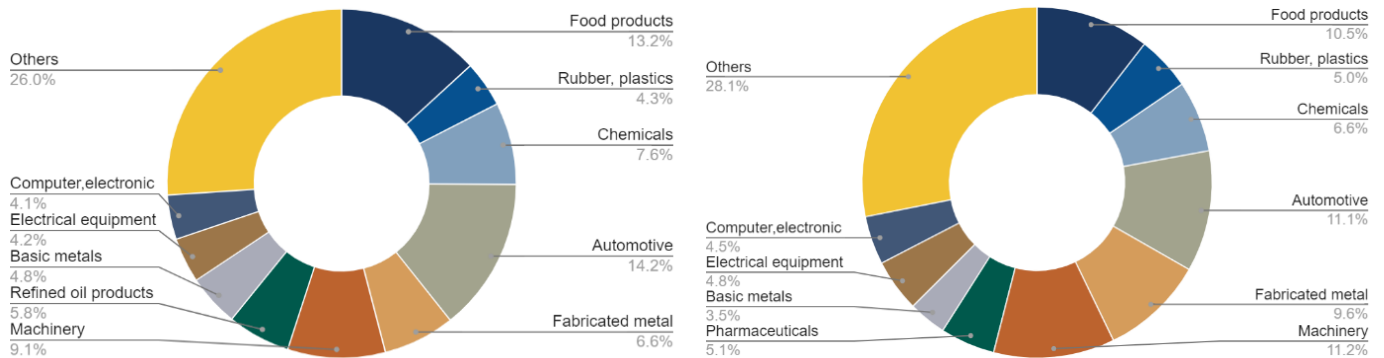 Food products
13.2%
Rubber, plastics
4.3%
Chemicals
7.6%
Automotive
14.2%
Fabricated metal
6.6%
Others
26.0%
Computer,electronic
4.1%
Electrical equipment
4.2%
Basic metals
4.8%
Refined oil products
5.8%
Machinery
9.1%
Food products
10.5%
Rubber, plastics
5.0%
Chemicals
6.6%
Automotive
11.1%
Fabricated metal
9.6%
Machinery
11.2%
Others
28.1%
Computer,electronic
4.5%
Electrical equipment
4.8%
Basic metals
3.5%
Pharmaceuticals
5.1%